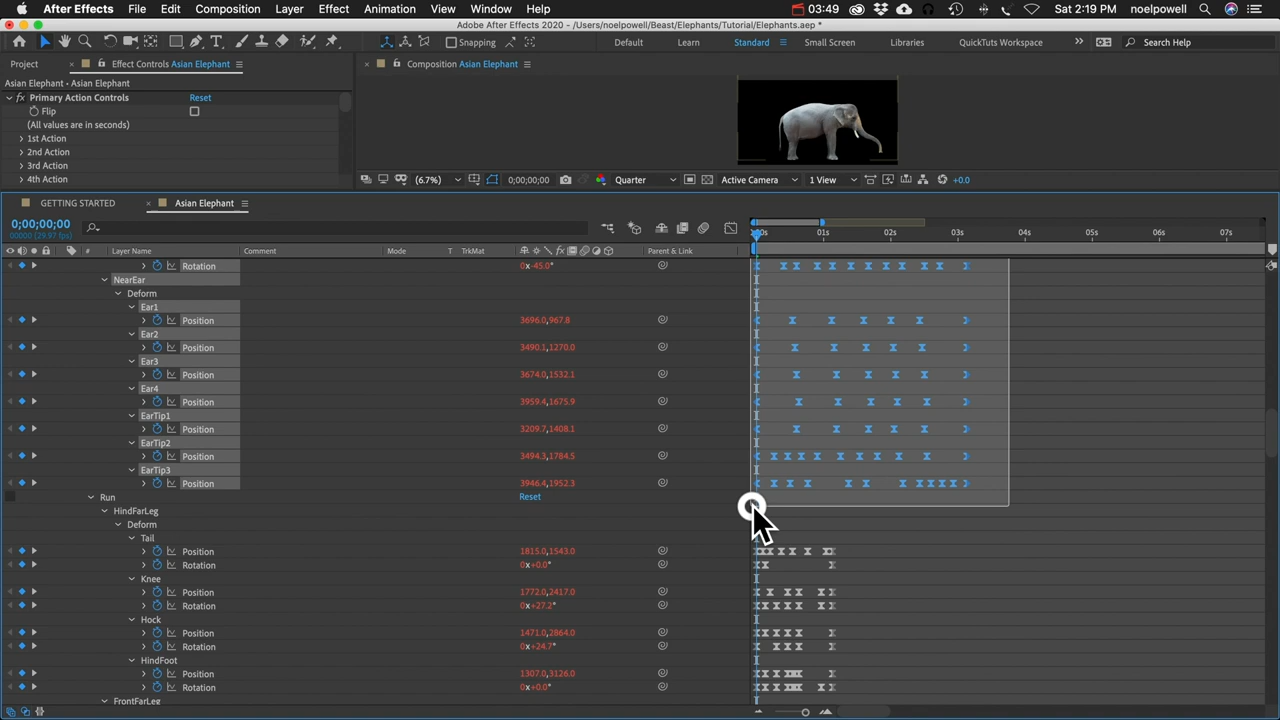 After Effects File Edit Composition Layer Effect Animation View Window Help 03:49 Sat 2:19 PM noelpowell
Adobe After Effects 2020 – /Users/noelpowell/Beast/Elephants/Tutorial/Elephants.aep *
Snapping Default Learn Standard Small Screen Libraries QuickTuts Workspace Search Help
Project Effect Controls Asian Elephant Composition Asian Elephant
Asian Elephant • Asian Elephant
fx Primary Action Controls Reset
Flip
(All values are in seconds)
1st Action
2nd Action
3rd Action
4th Action
(6.7%) 0;00;00;00 Quarter Active Camera 1 View +0.0
GETTING STARTED Asian Elephant
0;00;00;00
00000 (29.97 fps)
:00s 01s 02s 03s 04s 05s 06s 07s
# Layer Name Comment Mode T TrkMat Parent & Link
Rotation 0x-45.0°
NearEar
Deform
Ear1
Position 3696.0,967.8
Ear2
Position 3490.1,1270.0
Ear3
Position 3674.0,1532.1
Ear4
Position 3959.4,1675.9
EarTip1
Position 3209.7,1408.1
EarTip2
Position 3494.3,1784.5
EarTip3
Position 3946.4,1952.3
Run Reset
HindFarLeg
Deform
Tail
Position 1815.0,1543.0
Rotation 0x+0.0°
Knee
Position 1772.0,2417.0
Rotation 0x+27.2°
Hock
Position 1471.0,2864.0
Rotation 0x+24.7°
HindFoot
Position 1307.0,3126.0
Rotation 0x+0.0°
FrontFarLeg